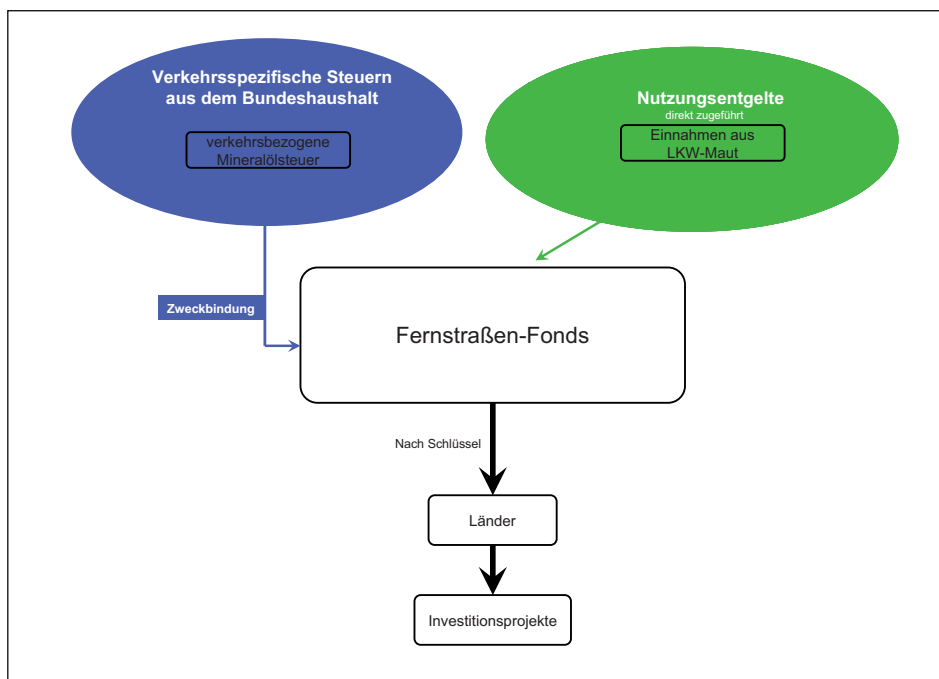 Verkehrsspezifische Steuern
aus dem Bundeshaushalt
verkehrsbezogene
Mineralölsteuer
Nutzungsentgelte
direkt zugeführt
Einnahmen aus
LKW-Maut
Zweckbindung
Fernstraßen-Fonds
Nach Schlüssel
Länder
Investitionsprojekte